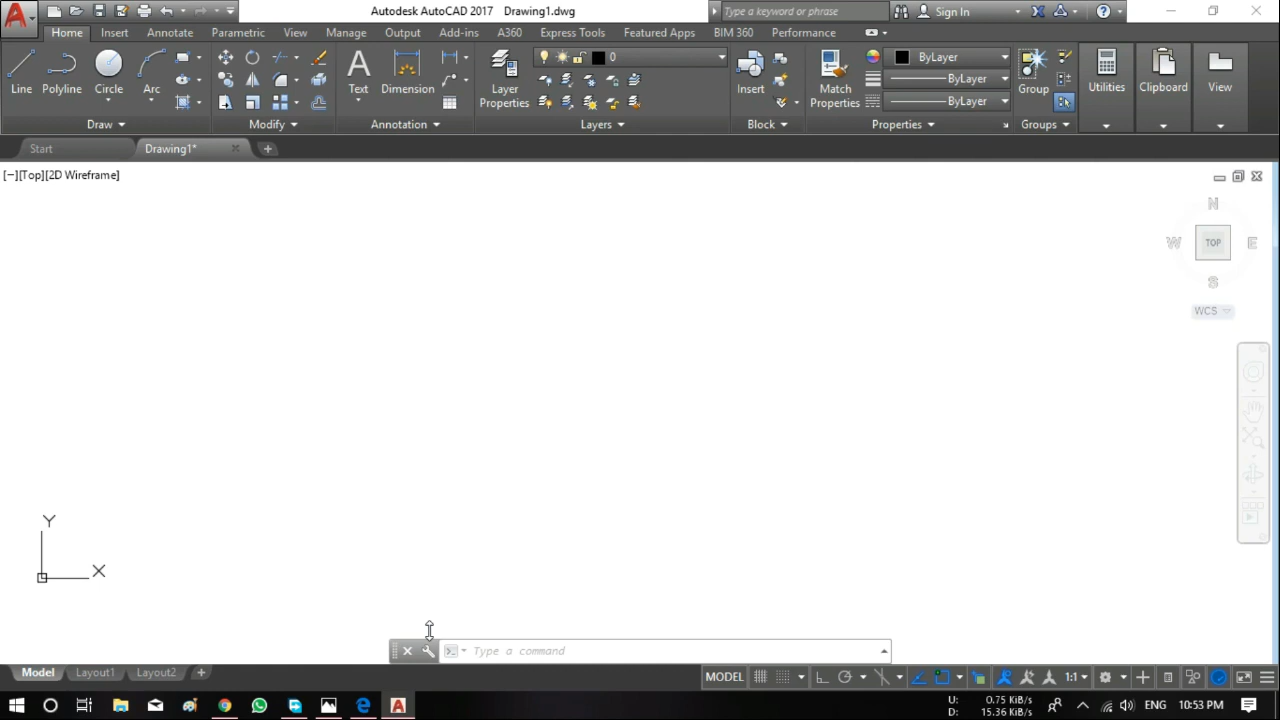 Autodesk AutoCAD 2017 Drawing1.dwg
Type a keyword or phrase
Sign In
Home Insert Annotate Parametric View Manage Output Add-ins A360 Express Tools Featured Apps BIM 360 Performance
Line Polyline Circle Arc
Text Dimension
Layer Properties
0
Insert
Match Properties
ByLayer
ByLayer
ByLayer
Group
Utilities Clipboard View
Draw Modify Annotation Layers Block Properties Groups
Start Drawing1*
[−][Top][2D Wireframe]
N
W TOP E
S
WCS
Y
X
Type a command
Model Layout1 Layout2
MODEL 1:1
U: 0.75 KiB/s
D: 15.36 KiB/s
ENG 10:53 PM